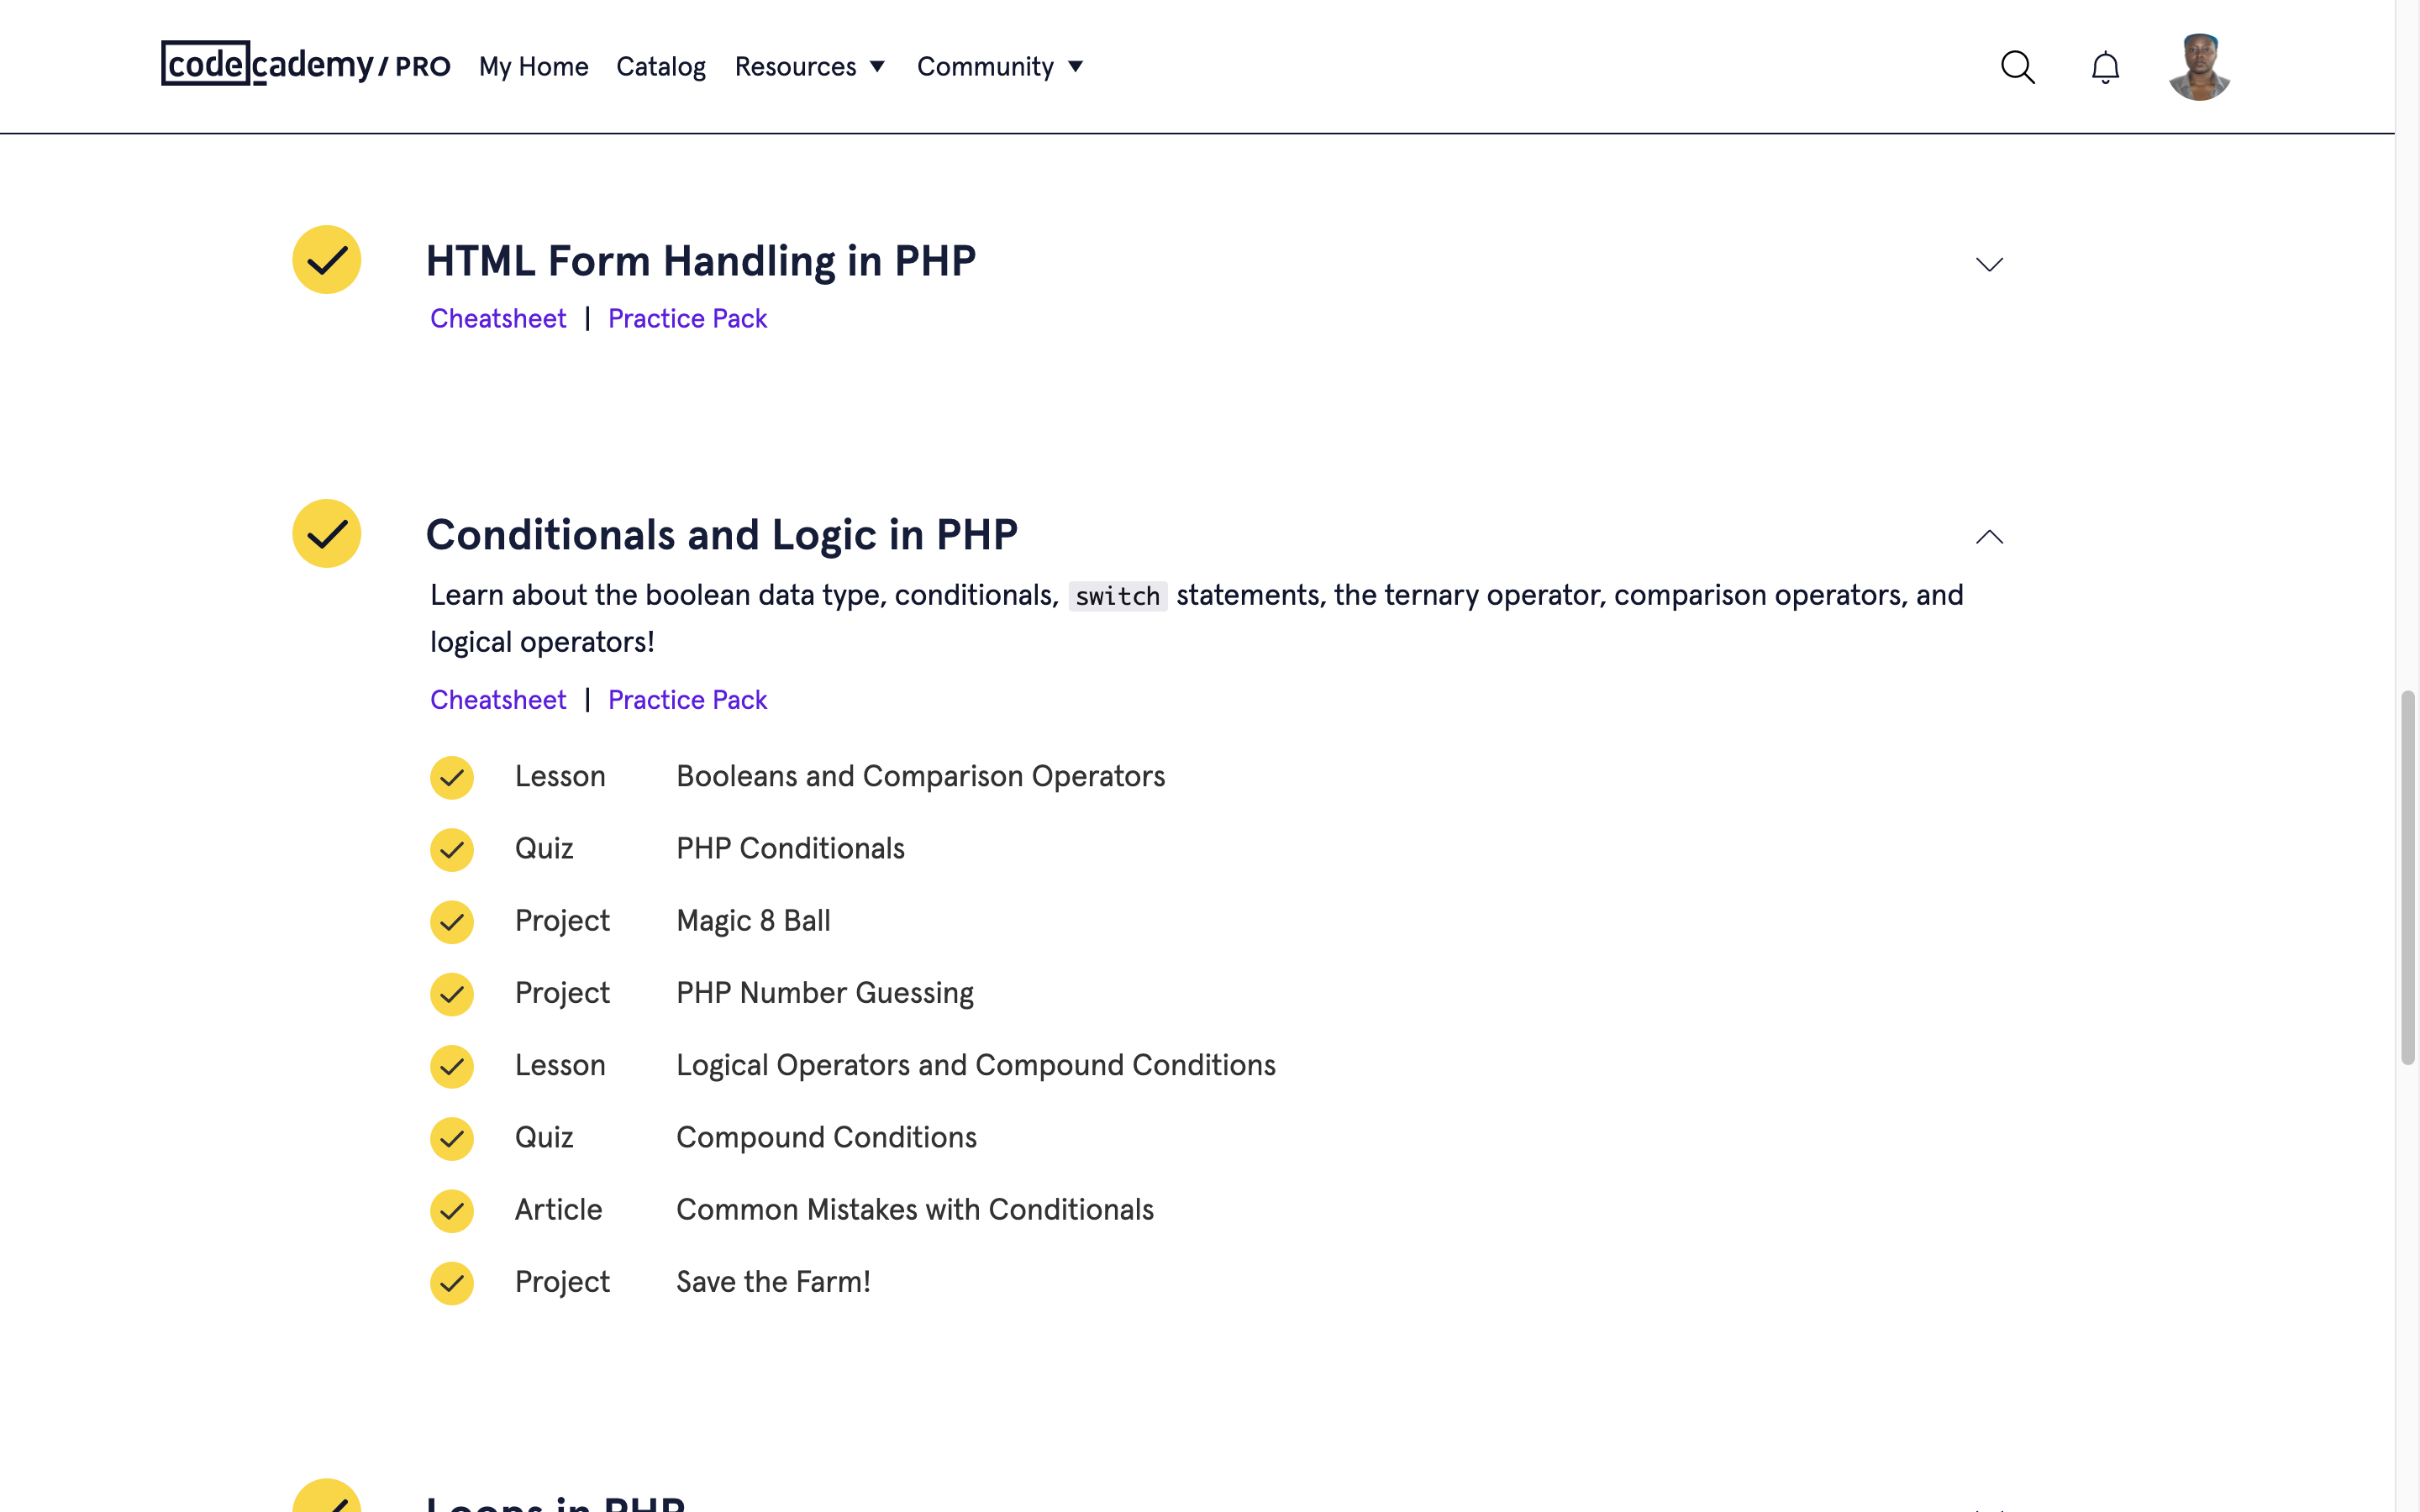 codecademy / PRO My Home Catalog Resources Community
HTML Form Handling in PHP
Cheatsheet | Practice Pack
Conditionals and Logic in PHP
Learn about the boolean data type, conditionals, switch statements, the ternary operator, comparison operators, and
logical operators!
Cheatsheet | Practice Pack
Lesson Booleans and Comparison Operators
Quiz PHP Conditionals
Project Magic 8 Ball
Project PHP Number Guessing
Lesson Logical Operators and Compound Conditions
Quiz Compound Conditions
Article Common Mistakes with Conditionals
Project Save the Farm!
Loops in PHP